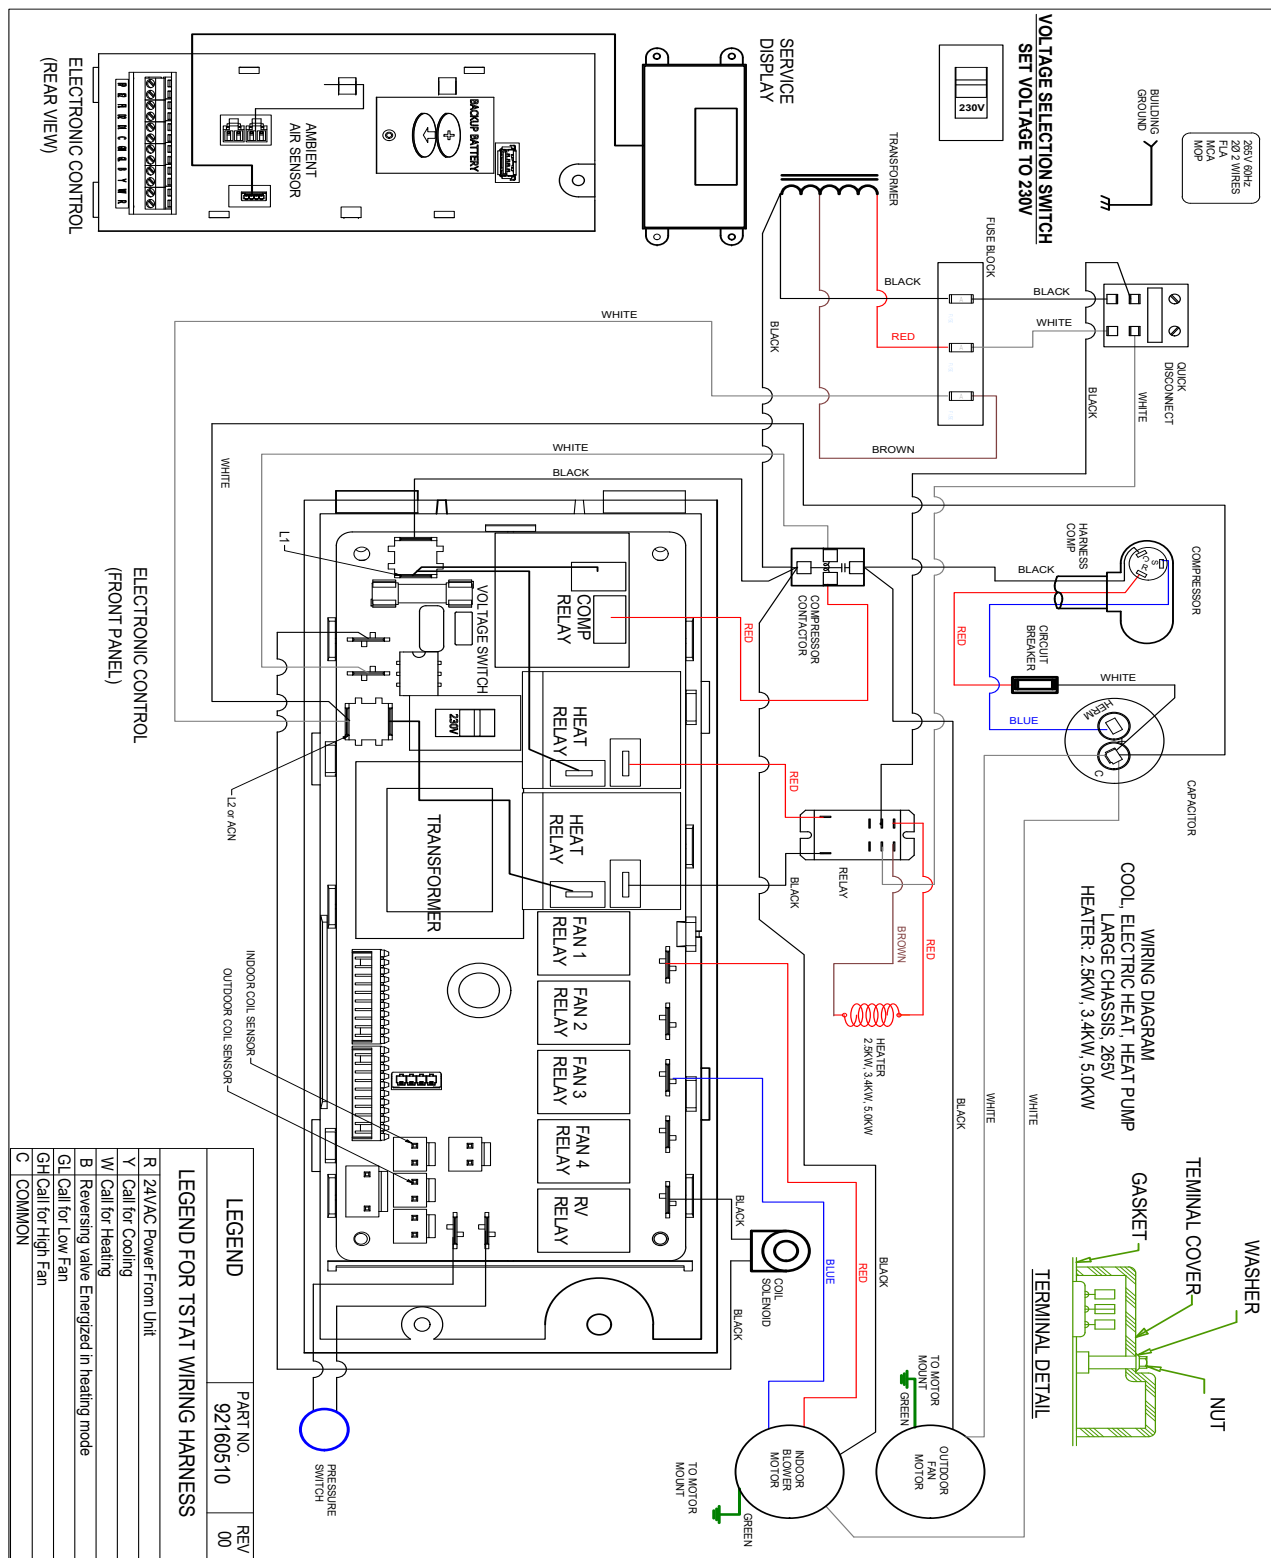 WIRING DIAGRAM
COOL, ELECTRIC HEAT, HEAT PUMP
LARGE CHASSIS, 265V
HEATER: 2.5KW, 3.4KW, 5.0KW
265V 60Hz
2Ø 2 WIRES
FLA
MCA
MOP
BUILDING
GROUND
VOLTAGE SELECTION SWITCH
SET VOLTAGE TO 230V
230V
SERVICE
DISPLAY
ELECTRONIC CONTROL
(REAR VIEW)
AMBIENT
AIR SENSOR
BACKUP BATTERY
+
TRANSFORMER
FUSE BLOCK
QUICK
DISCONNECT
BLACK
BLACK
WHITE
RED
BLACK
BROWN
WHITE
BLACK
WHITE
WHITE
BLACK
WHITE
COMPRESSOR
HARNESS
COMP
S
C
R
BLACK
RED
BLUE
CIRCUIT
BREAKER
WHITE
HERM
C
CAPACITOR
COMPRESSOR
CONTACTOR
RED
RED
BLACK
RELAY
BROWN
RED
HEATER
2.5KW, 3.4KW, 5.0KW
ELECTRONIC CONTROL
(FRONT PANEL)
L1
L2 or ACN
COMP
RELAY
VOLTAGE SWITCH
230V
HEAT
RELAY
HEAT
RELAY
TRANSFORMER
FAN 1
RELAY
FAN 2
RELAY
FAN 3
RELAY
FAN 4
RELAY
RV
RELAY
INDOOR COIL SENSOR
OUTDOOR COIL SENSOR
BLACK
BLACK
COIL
SOLENOID
BLUE
RED
BLACK
BLACK
WHITE
WHITE
TO MOTOR
MOUNT
GREEN
OUTDOOR
FAN
MOTOR
INDOOR
BLOWER
MOTOR
TO MOTOR
MOUNT
GREEN
PRESSURE
SWITCH
WASHER
TEMINAL COVER
GASKET
NUT
TERMINAL DETAIL
LEGEND
PART NO.
92160510
REV
00
LEGEND FOR TSTAT WIRING HARNESS
R 24VAC Power From Unit
Y Call for Cooling
W Call for Heating
B Reversing valve Energized in heating mode
GL Call for Low Fan
GH Call for High Fan
C COMMON